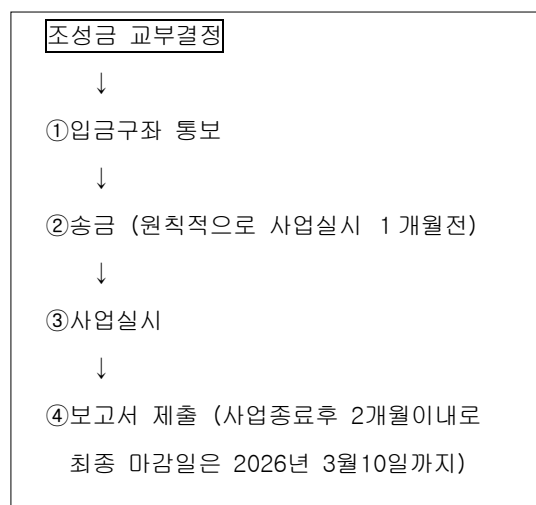 조성금 교부결정
↓
①입금구좌 통보
↓
②송금 (원칙적으로 사업실시 1개월전)
↓
③사업실시
↓
④보고서 제출 (사업종료후 2개월이내로
최종 마감일은 2026년 3월10일까지)